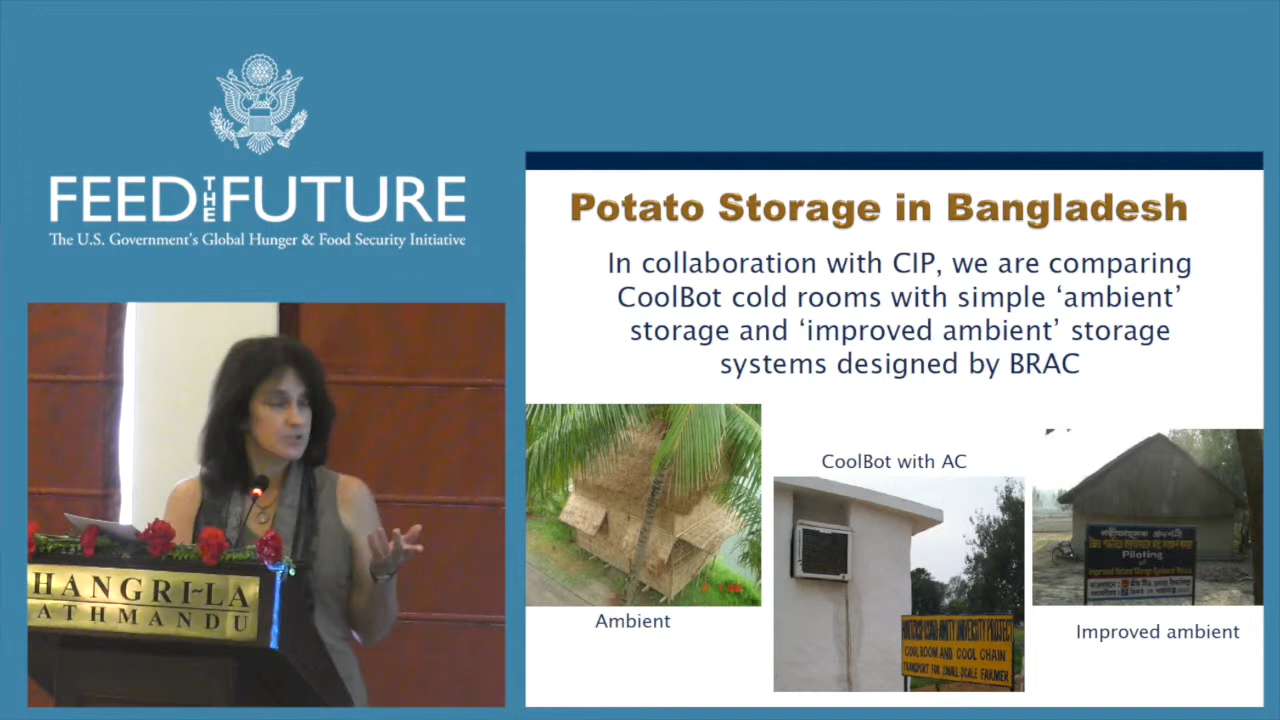 FEED THE FUTURE
The U.S. Government's Global Hunger & Food Security Initiative
Potato Storage in Bangladesh
In collaboration with CIP, we are comparing
CoolBot cold rooms with simple ‘ambient’
storage and ‘improved ambient’ storage
systems designed by BRAC
Ambient
CoolBot with AC
COOL ROOM AND COOL CHAIN
TRANSPORT FOR SMALL SCALE FARMER
Piloting
Improved ambient
HANGRI~LA
ATHMANDU